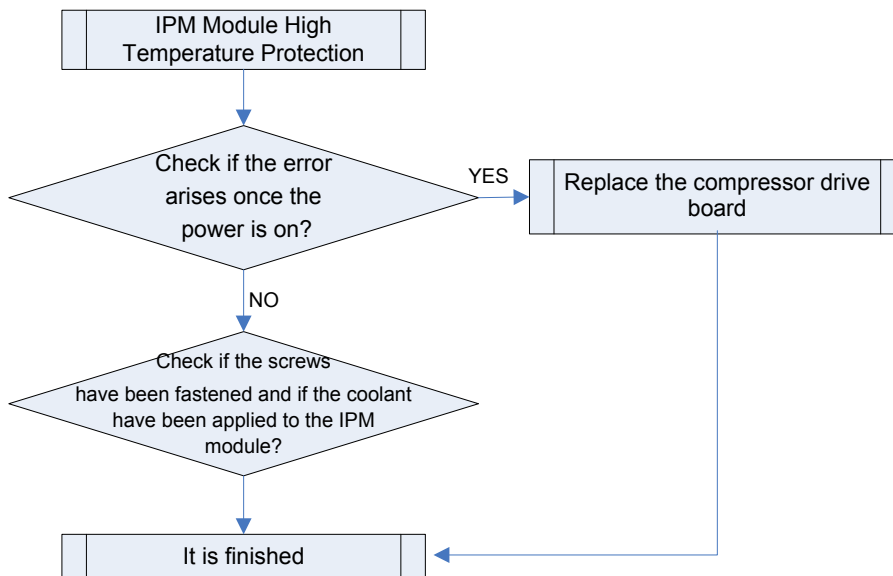 IPM Module High
Temperature Protection
Check if the error
arises once the
power is on?
YES
Replace the compressor drive
board
NO
Check if the screws
have been fastened and if the coolant
have been applied to the IPM
module?
It is finished